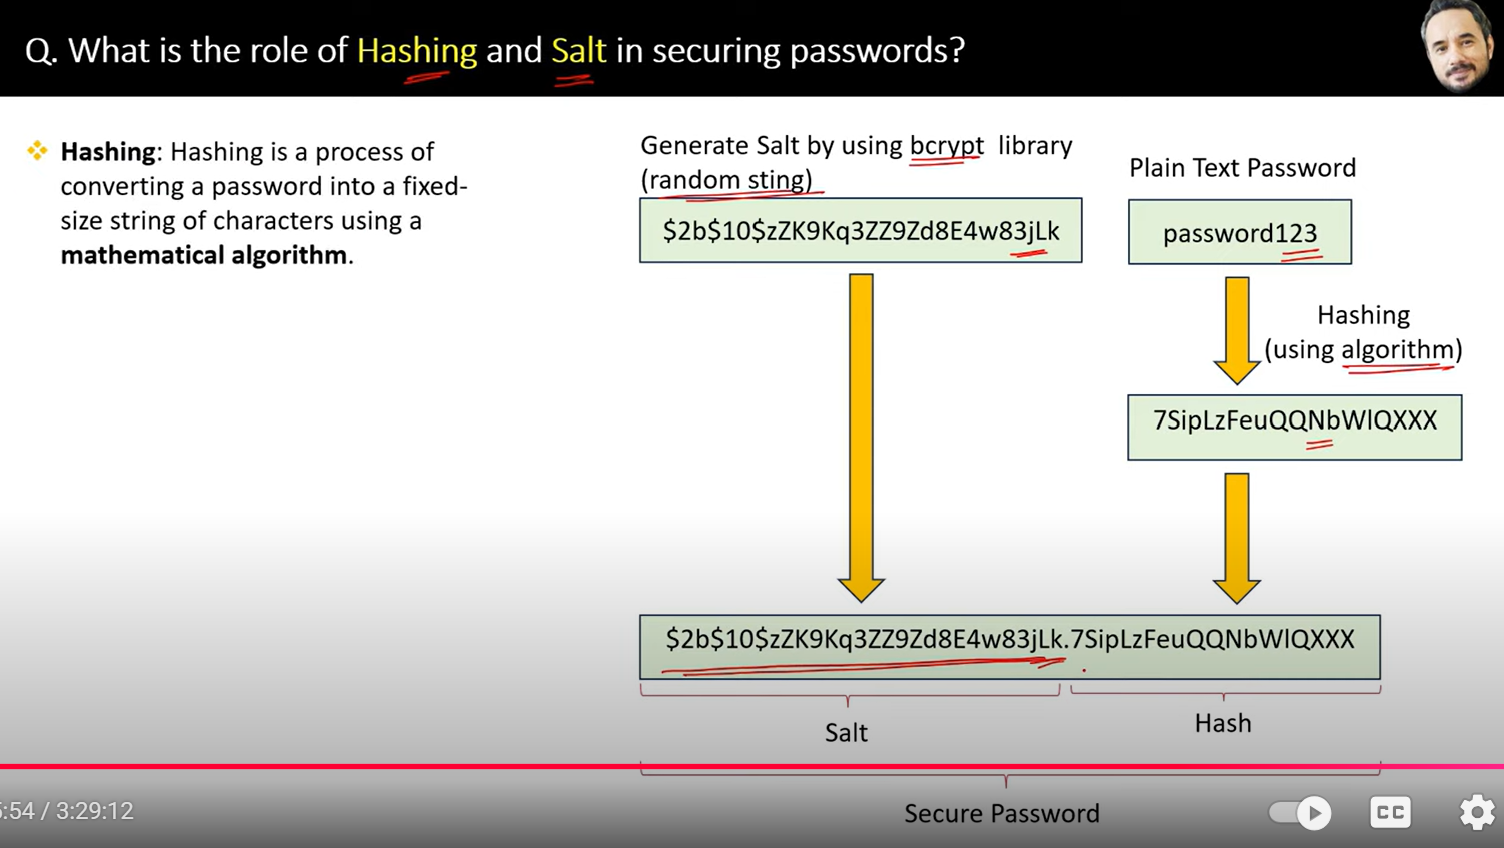 Q. What is the role of Hashing and Salt in securing passwords?
Hashing: Hashing is a process of
converting a password into a fixed-
size string of characters using a
mathematical algorithm.
Generate Salt by using bcrypt library
(random sting)
$2b$10$zZK9Kq3ZZ9Zd8E4w83jLk
Plain Text Password
password123
Hashing
(using algorithm)
7SipLzFeuQQNbWlQXXX
$2b$10$zZK9Kq3ZZ9Zd8E4w83jLk.7SipLzFeuQQNbWlQXXX
Salt
Hash
Secure Password
5:54 / 3:29:12
CC